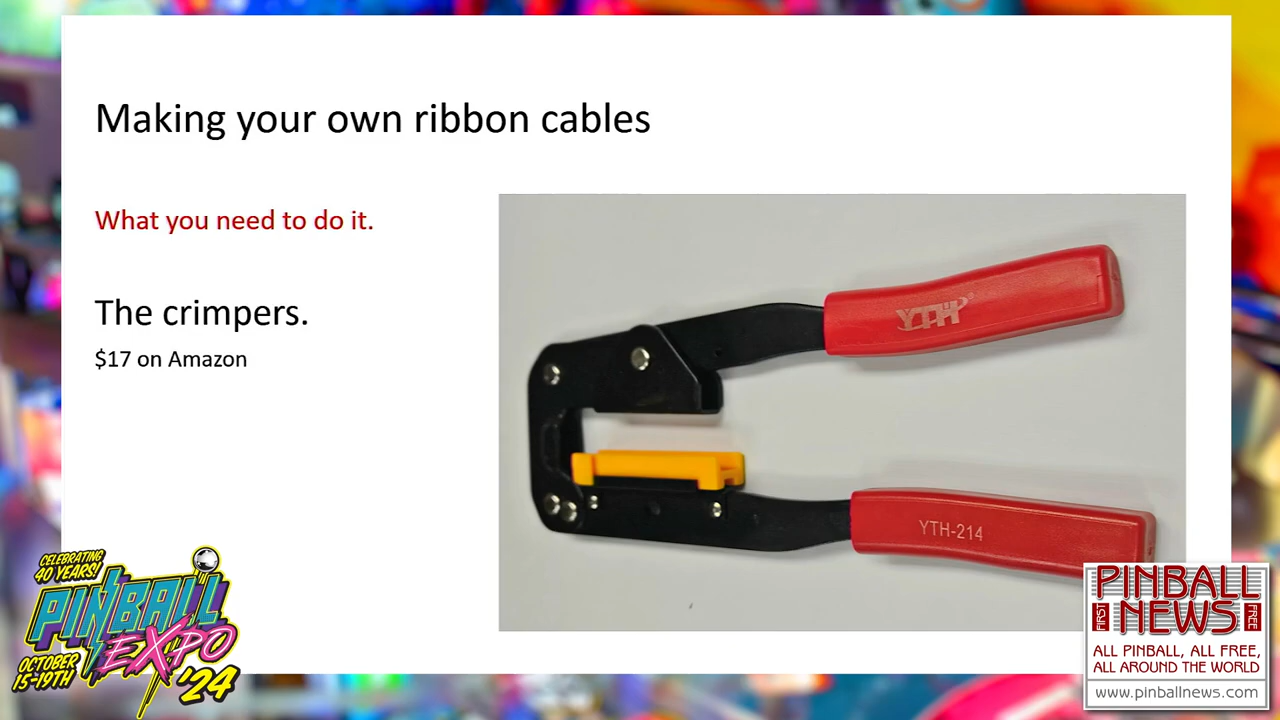 Making your own ribbon cables
What you need to do it.
The crimpers.
$17 on Amazon
YTH
YTH-214
CELEBRATING
40 YEARS!
PINBALL
EXPO
OCTOBER
15-19TH
'24
PINBALL
FIRST NEWS FREE
ALL PINBALL, ALL FREE,
ALL AROUND THE WORLD
www.pinballnews.com